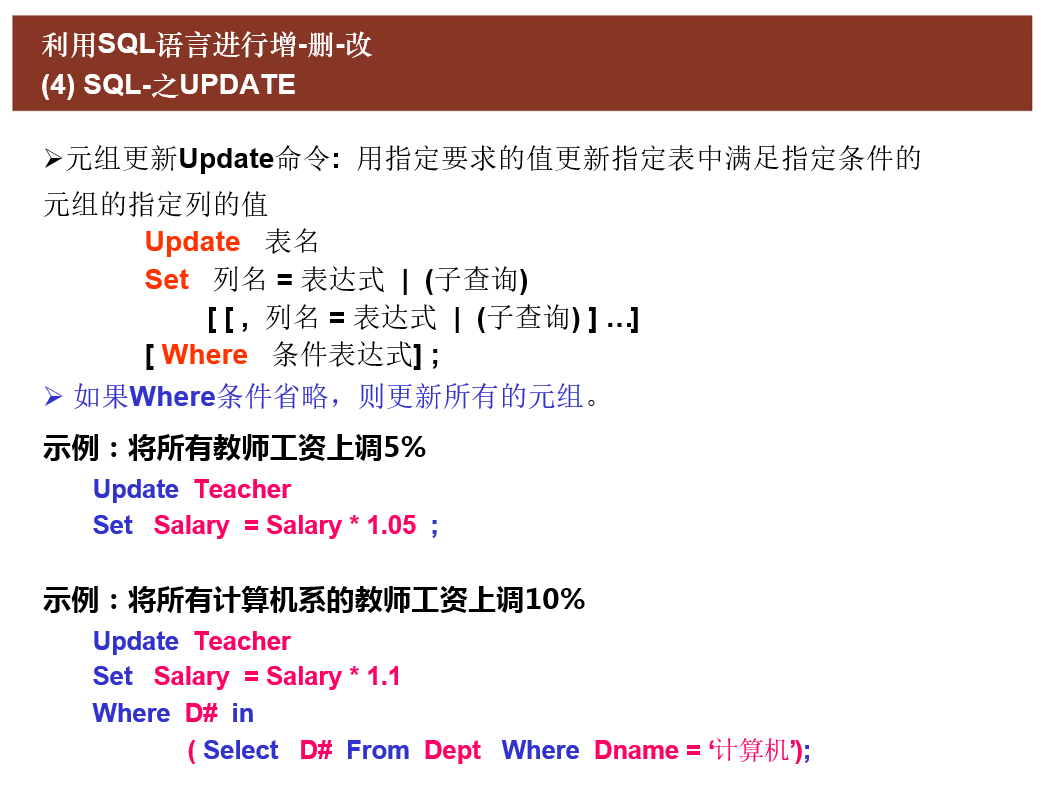 利用SQL语言进行增-删-改
(4) SQL-之UPDATE
➢元组更新Update命令: 用指定要求的值更新指定表中满足指定条件的
元组的指定列的值
Update 表名
Set 列名 = 表达式 | (子查询)
[ [ , 列名 = 表达式 | (子查询) ] …]
[ Where 条件表达式] ;
➢ 如果Where条件省略，则更新所有的元组。
示例：将所有教师工资上调5%
Update Teacher
Set Salary = Salary * 1.05 ;
示例：将所有计算机系的教师工资上调10%
Update Teacher
Set Salary = Salary * 1.1
Where D# in
( Select D# From Dept Where Dname = ‘计算机’);